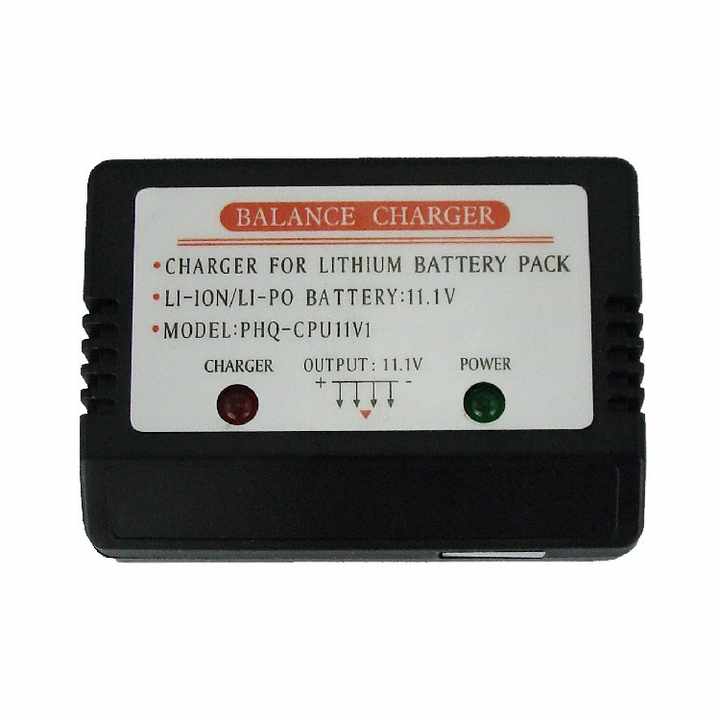 BALANCE CHARGER
•CHARGER FOR LITHIUM BATTERY PACK
•LI-ION/LI-PO BATTERY:11.1V
•MODEL:PHQ-CPU11V1
CHARGER OUTPUT: 11.1V POWER
+ -